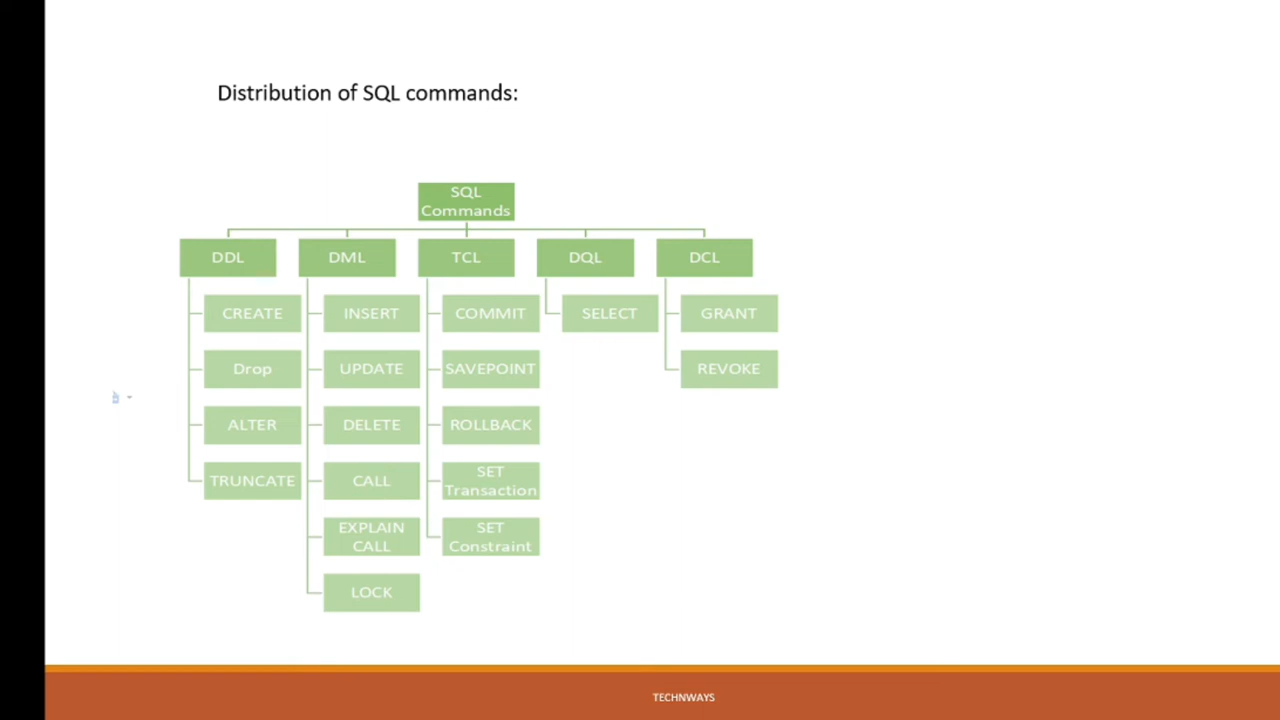 Distribution of SQL commands:
SQL
Commands
DDL
DML
TCL
DQL
DCL
CREATE
INSERT
COMMIT
SELECT
GRANT
Drop
UPDATE
SAVEPOINT
REVOKE
ALTER
DELETE
ROLLBACK
TRUNCATE
CALL
SET
Transaction
EXPLAIN
CALL
SET
Constraint
LOCK
TECHNWAYS